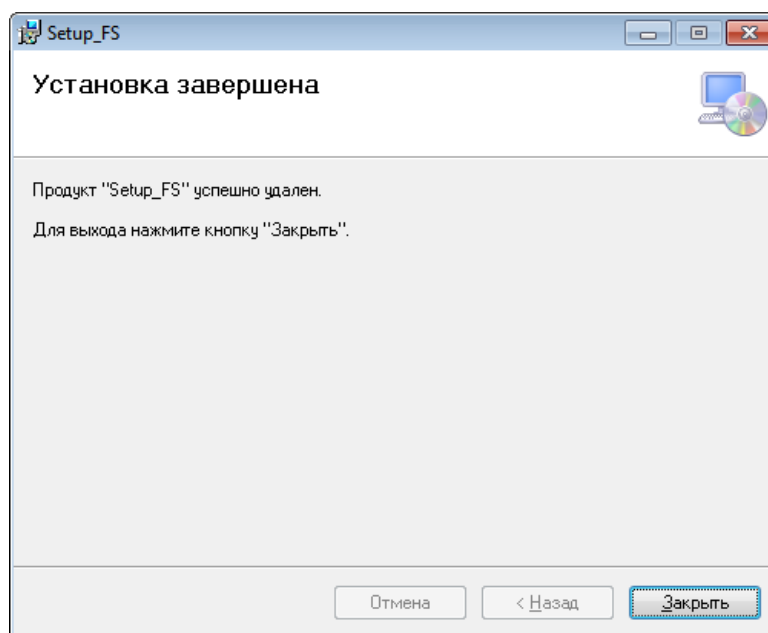 Setup_FS
Установка завершена
Продукт "Setup_FS" успешно удален.
Для выхода нажмите кнопку "Закрыть".
Отмена
< Назад
Закрыть